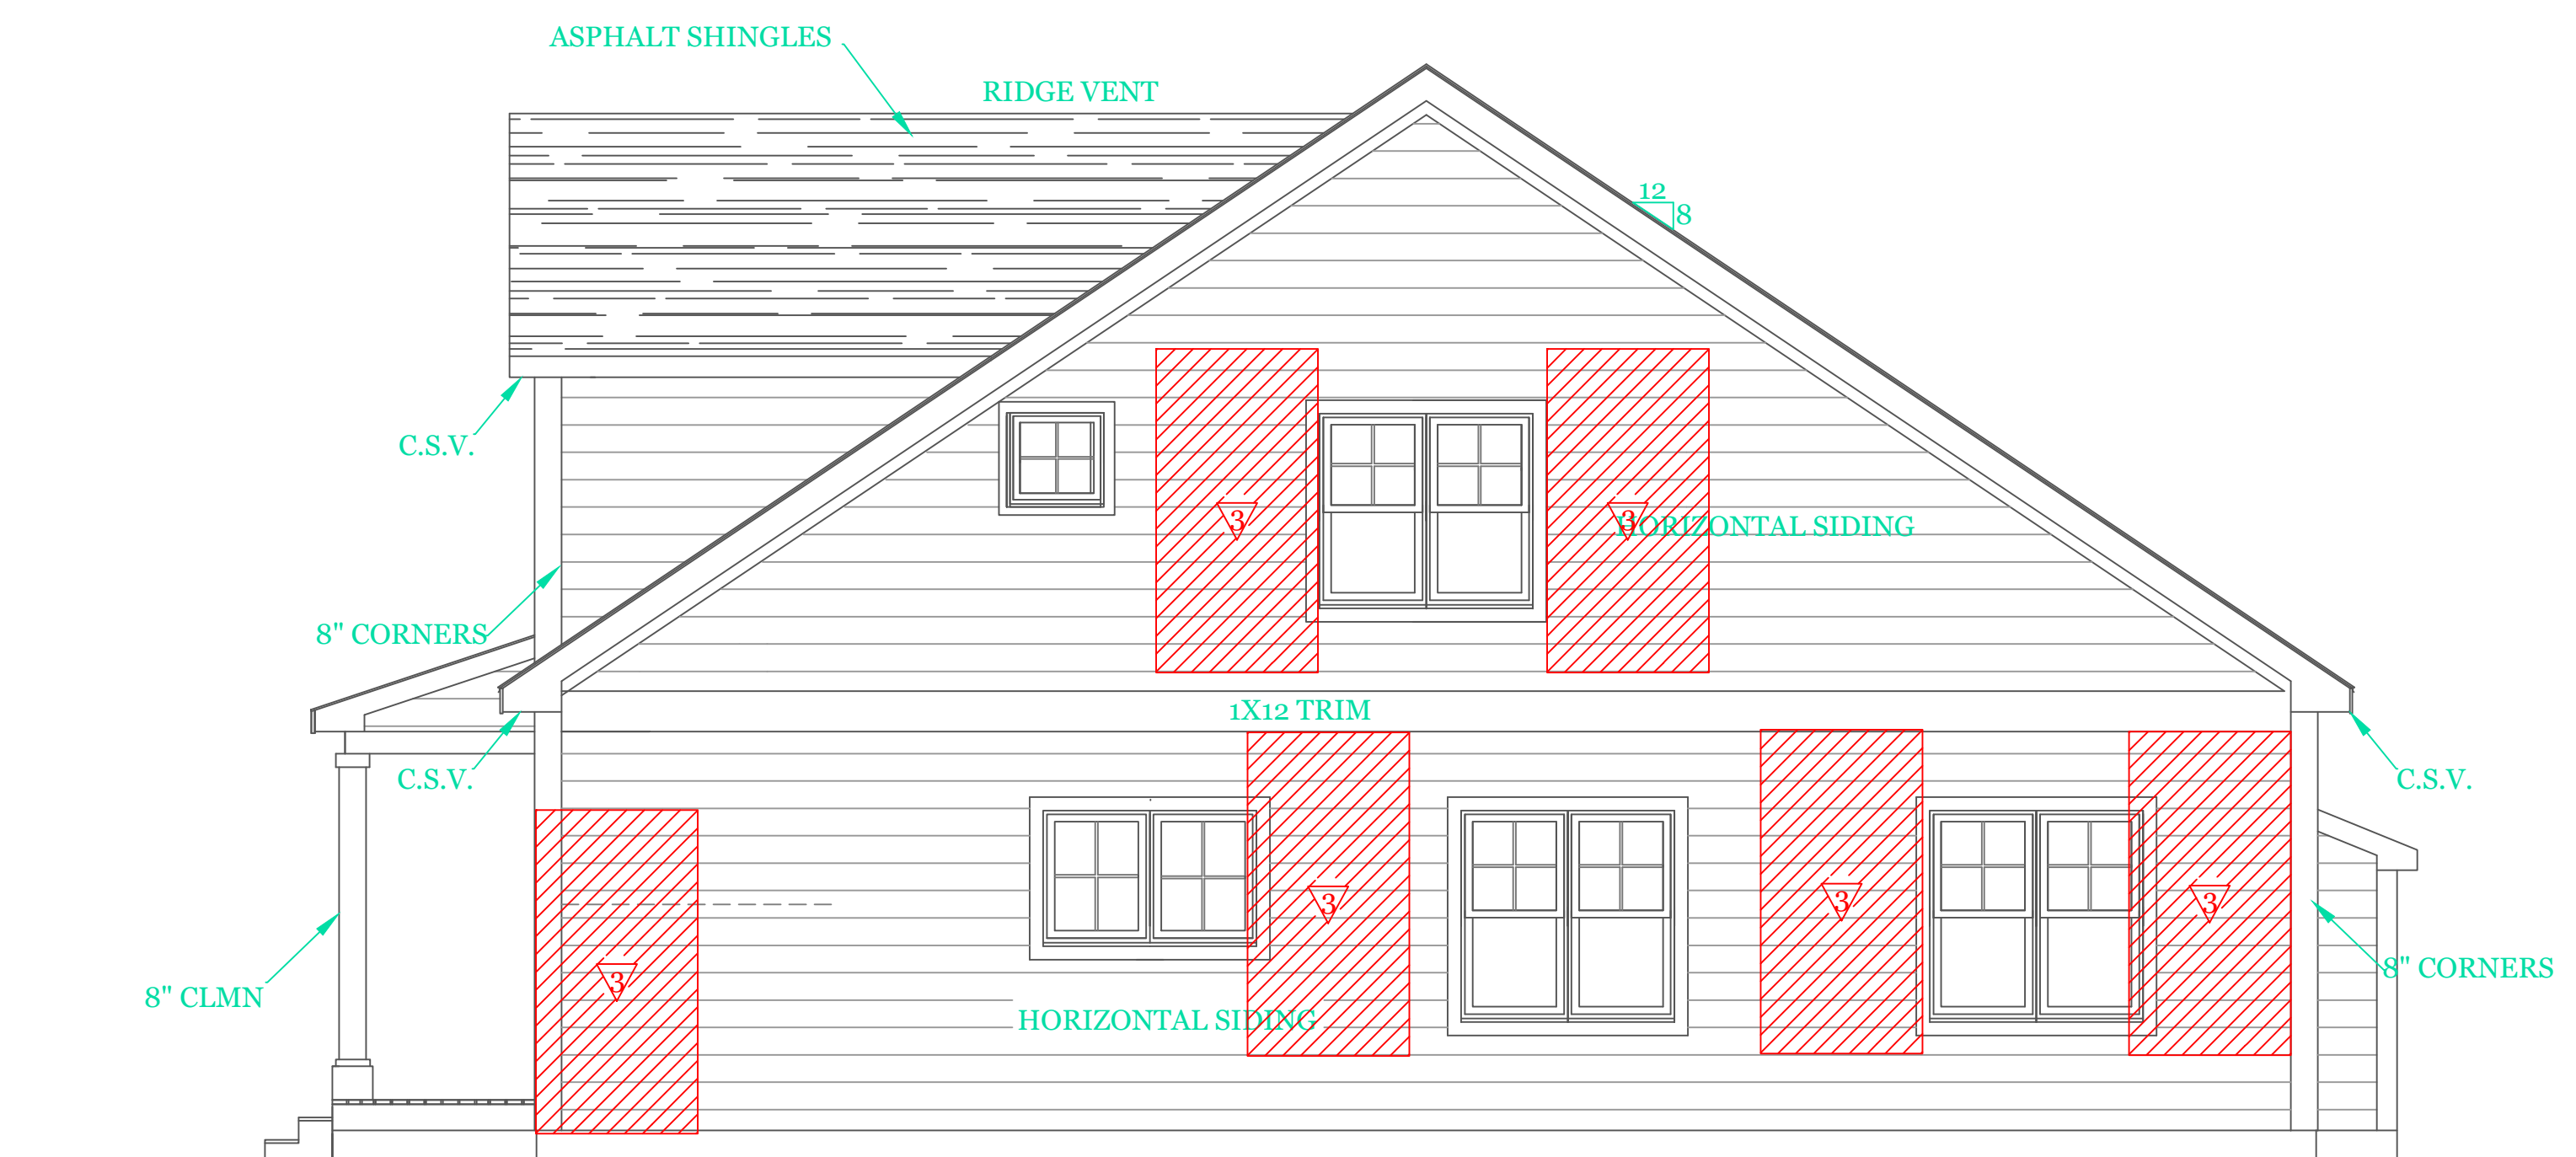 ASPHALT SHINGLES
RIDGE VENT
12
8
C.S.V.
3
3
HORIZONTAL SIDING
8" CORNERS
1X12 TRIM
C.S.V.
C.S.V.
3
3
3
3
8" CORNERS
8" CLMN
HORIZONTAL SIDING